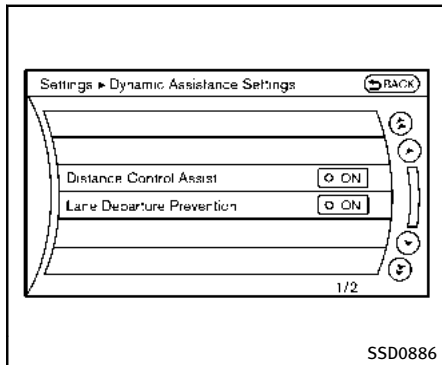 Settings ▸ Dynamic Assistance Settings BACK
Distance Control Assist ON
Lane Departure Prevention ON
1/2
SSD0886